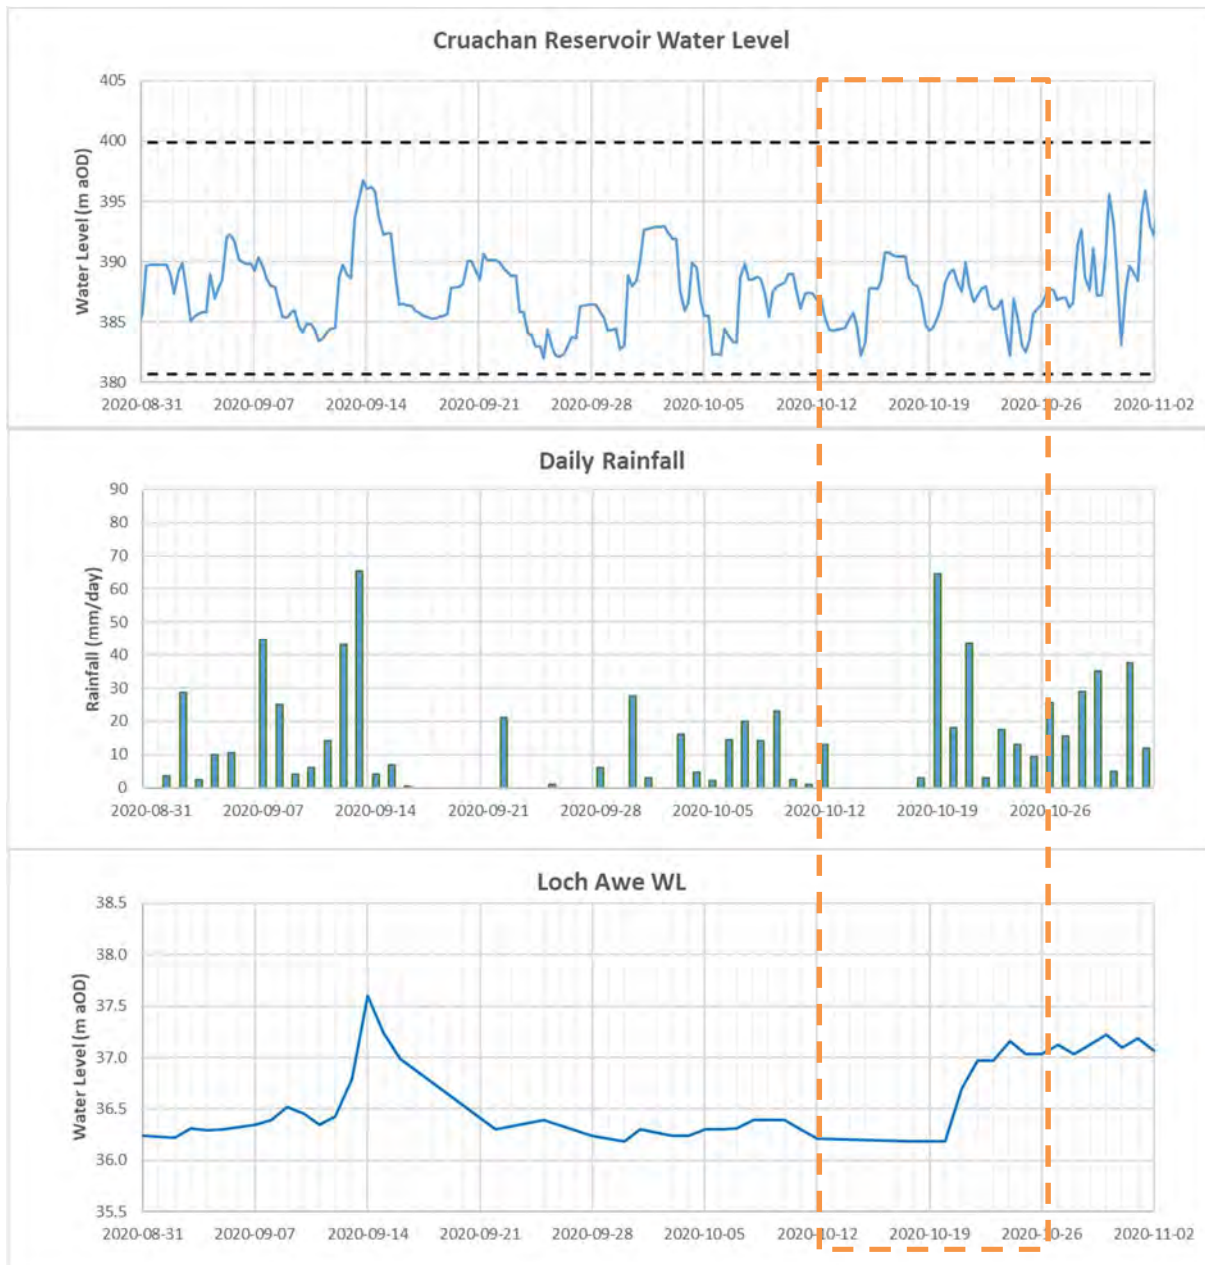 Cruachan Reservoir Water Level
Water Level (m aOD)
405
400
395
390
385
380
2020-08-31 2020-09-07 2020-09-14 2020-09-21 2020-09-28 2020-10-05 2020-10-12 2020-10-19 2020-10-26 2020-11-02
Daily Rainfall
Rainfall (mm/day)
90
80
70
60
50
40
30
20
10
0
2020-08-31 2020-09-07 2020-09-14 2020-09-21 2020-09-28 2020-10-05 2020-10-12 2020-10-19 2020-10-26
Loch Awe WL
Water Level (m aOD)
38.5
38.0
37.5
37.0
36.5
36.0
35.5
2020-08-31 2020-09-07 2020-09-14 2020-09-21 2020-09-28 2020-10-05 2020-10-12 2020-10-19 2020-10-26 2020-11-02